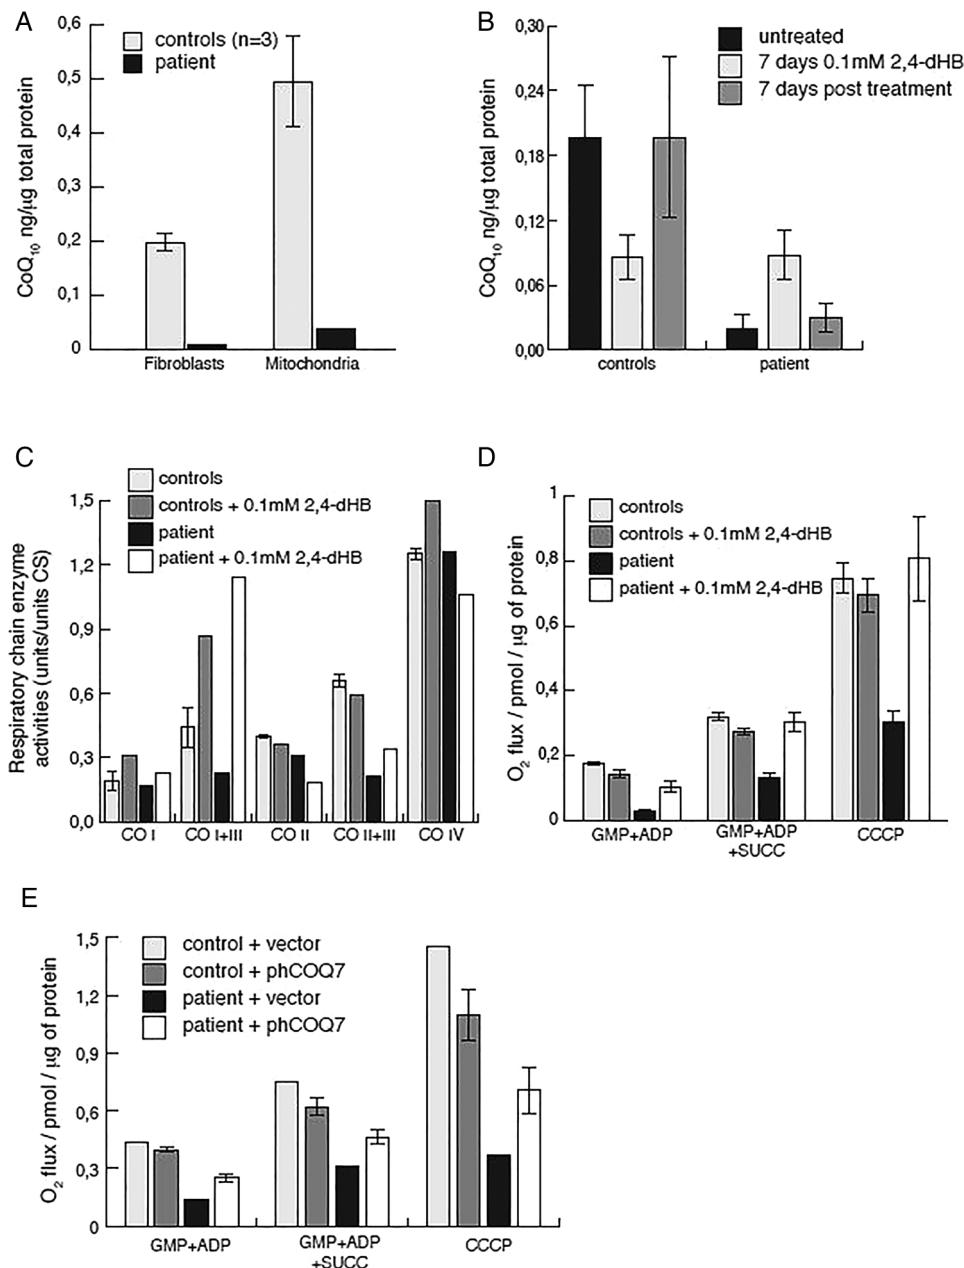 A
CoQ10 ng/µg total protein
0,6
0,5
0,4
0,3
0,2
0,1
0
controls (n=3)
patient
Fibroblasts
Mitochondria
B
CoQ10 ng/µg total protein
0,30
0,24
0,18
0,12
0,06
0,00
untreated
7 days 0.1mM 2,4-dHB
7 days post treatment
controls
patient
C
Respiratory chain enzyme
activities (units/units CS)
1,5
1,2
0,9
0,6
0,3
0,0
controls
controls + 0.1mM 2,4-dHB
patient
patient + 0.1mM 2,4-dHB
CO I
CO I+III
CO II
CO II+III
CO IV
D
O2 flux / pmol / µg of protein
1
0,8
0,6
0,4
0,2
0
controls
controls + 0.1mM 2,4-dHB
patient
patient + 0.1mM 2,4-dHB
GMP+ADP
GMP+ADP
+SUCC
CCCP
E
O2 flux / pmol / µg of protein
1,5
1,2
0,9
0,6
0,3
0
control + vector
control + phCOQ7
patient + vector
patient + phCOQ7
GMP+ADP
GMP+ADP
+SUCC
CCCP